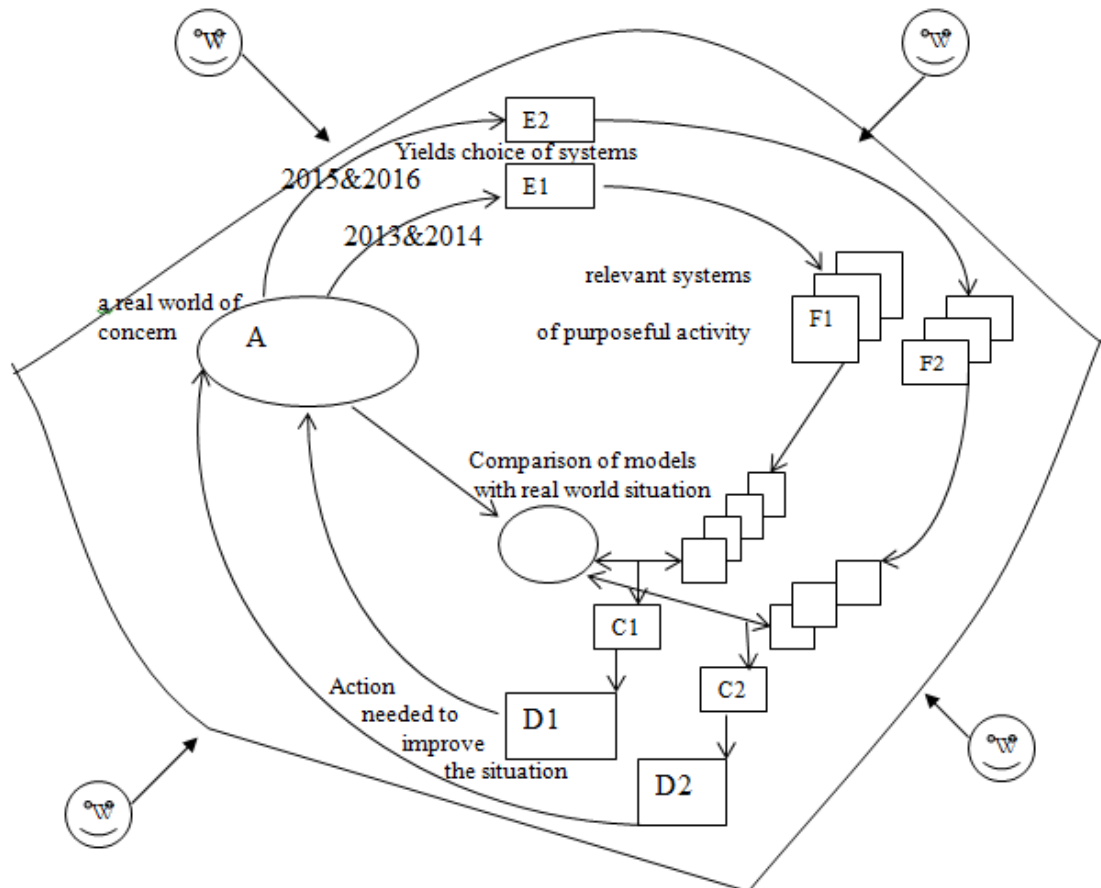 W
W
E2
Yields choice of systems
2015&2016
E1
2013&2014
relevant systems
a real world of
concern
A
F1
of purposeful activity
F2
Comparison of models
with real world situation
C1
C2
Action
needed to
improve
the situation
D1
D2
W
W